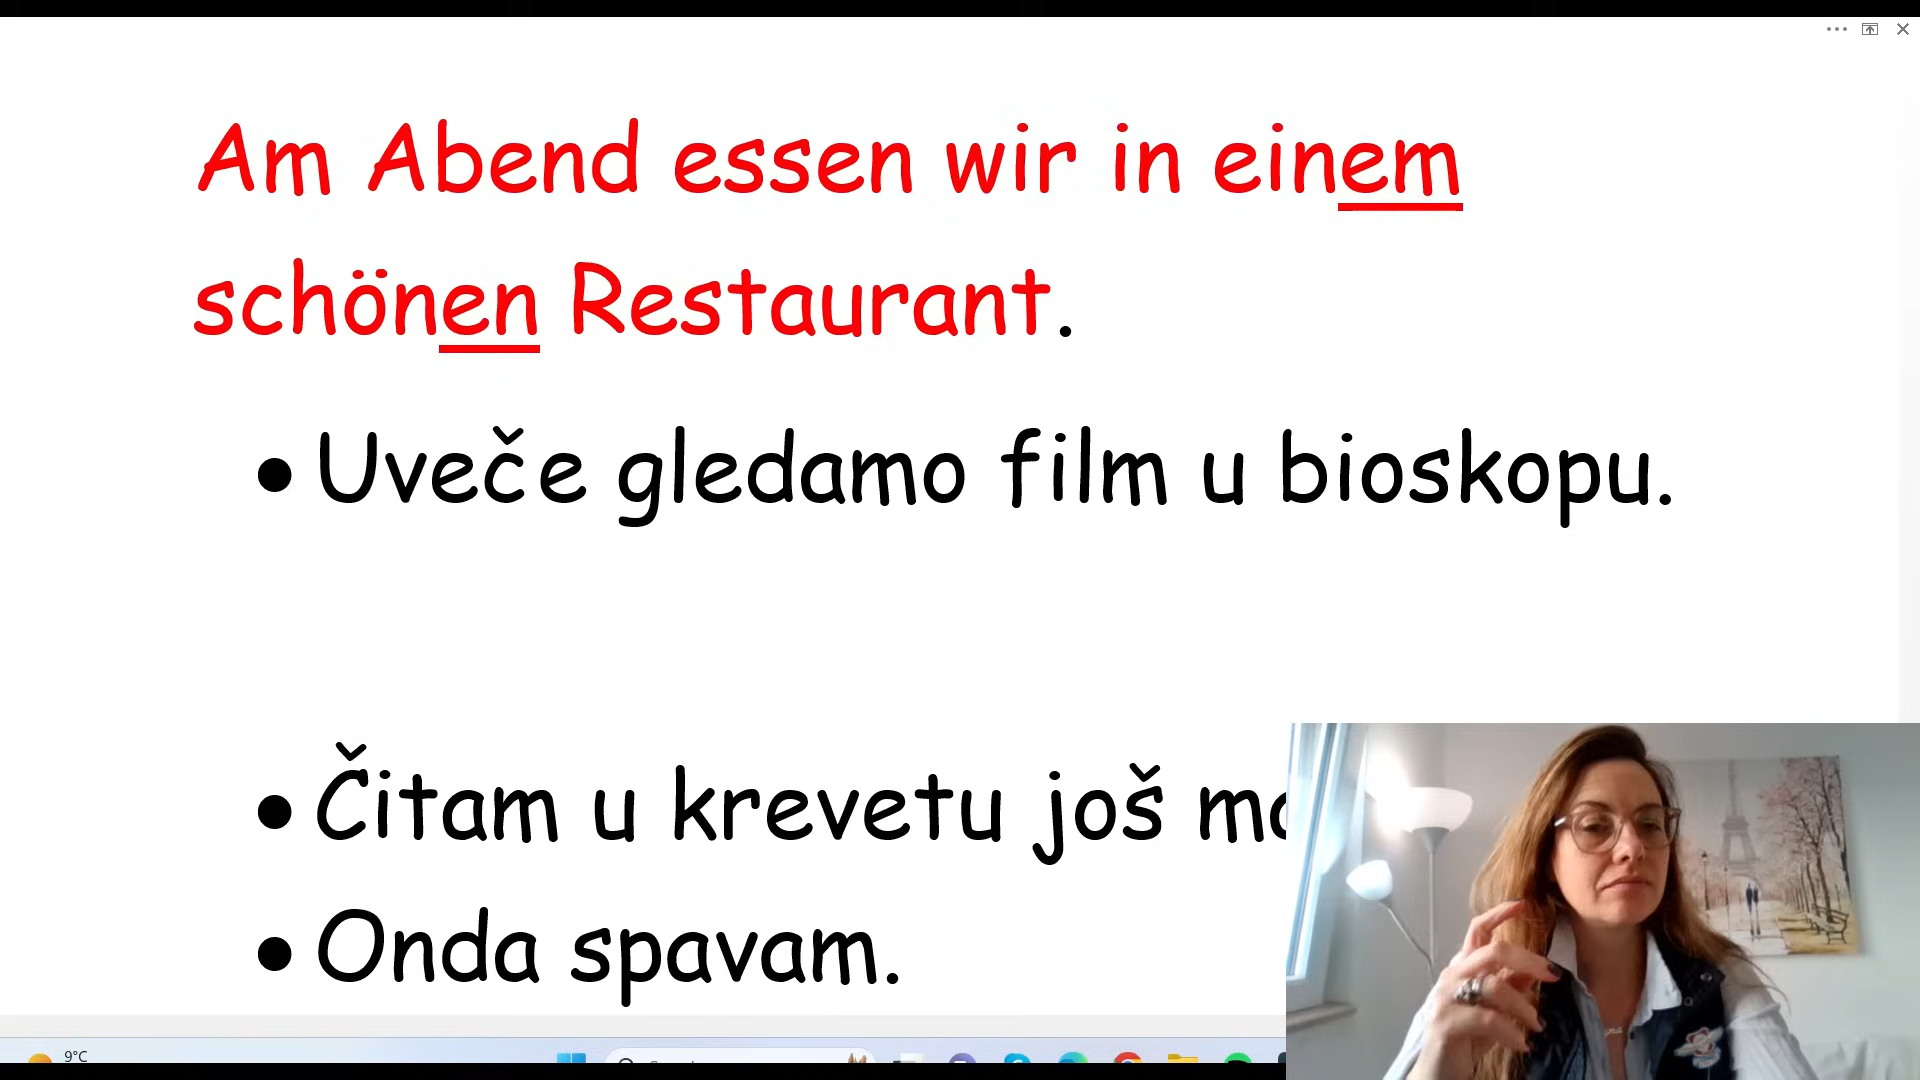 Am Abend essen wir in einem
schönen Restaurant.
• Uveče gledamo film u bioskopu.
• Čitam u krevetu još
• Onda spavam.
9°C